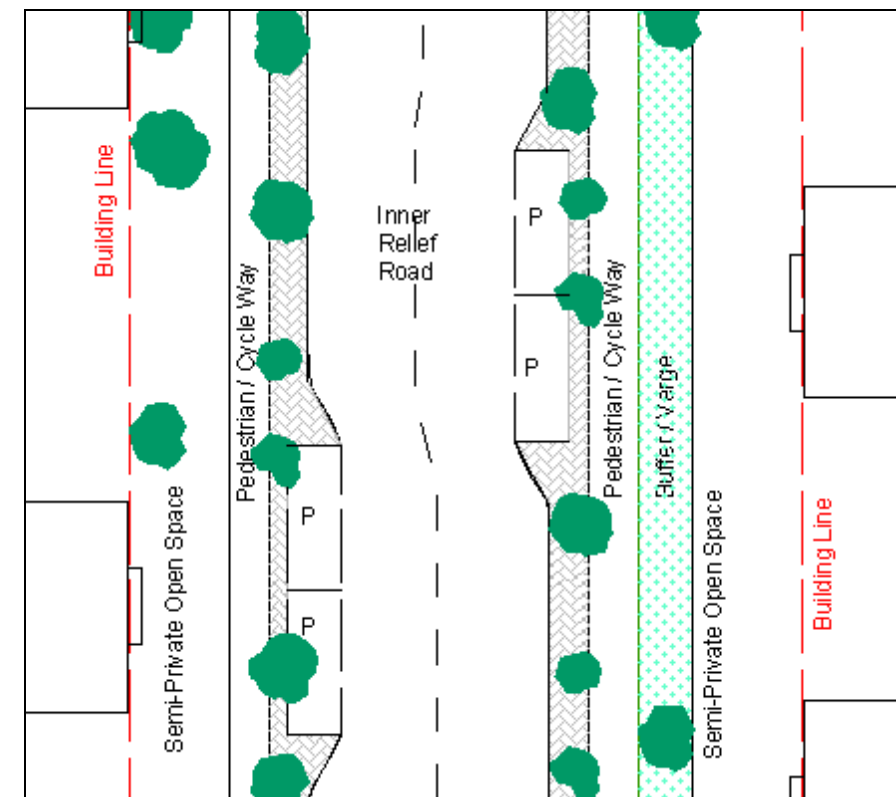 Building Line
Semi-Private Open Space
Pedestrian / Cycle Way
P
P
Inner
Relief
Road
P
P
Pedestrian / Cycle Way
Buffer / Varge
Semi-Private Open Space
Building Line